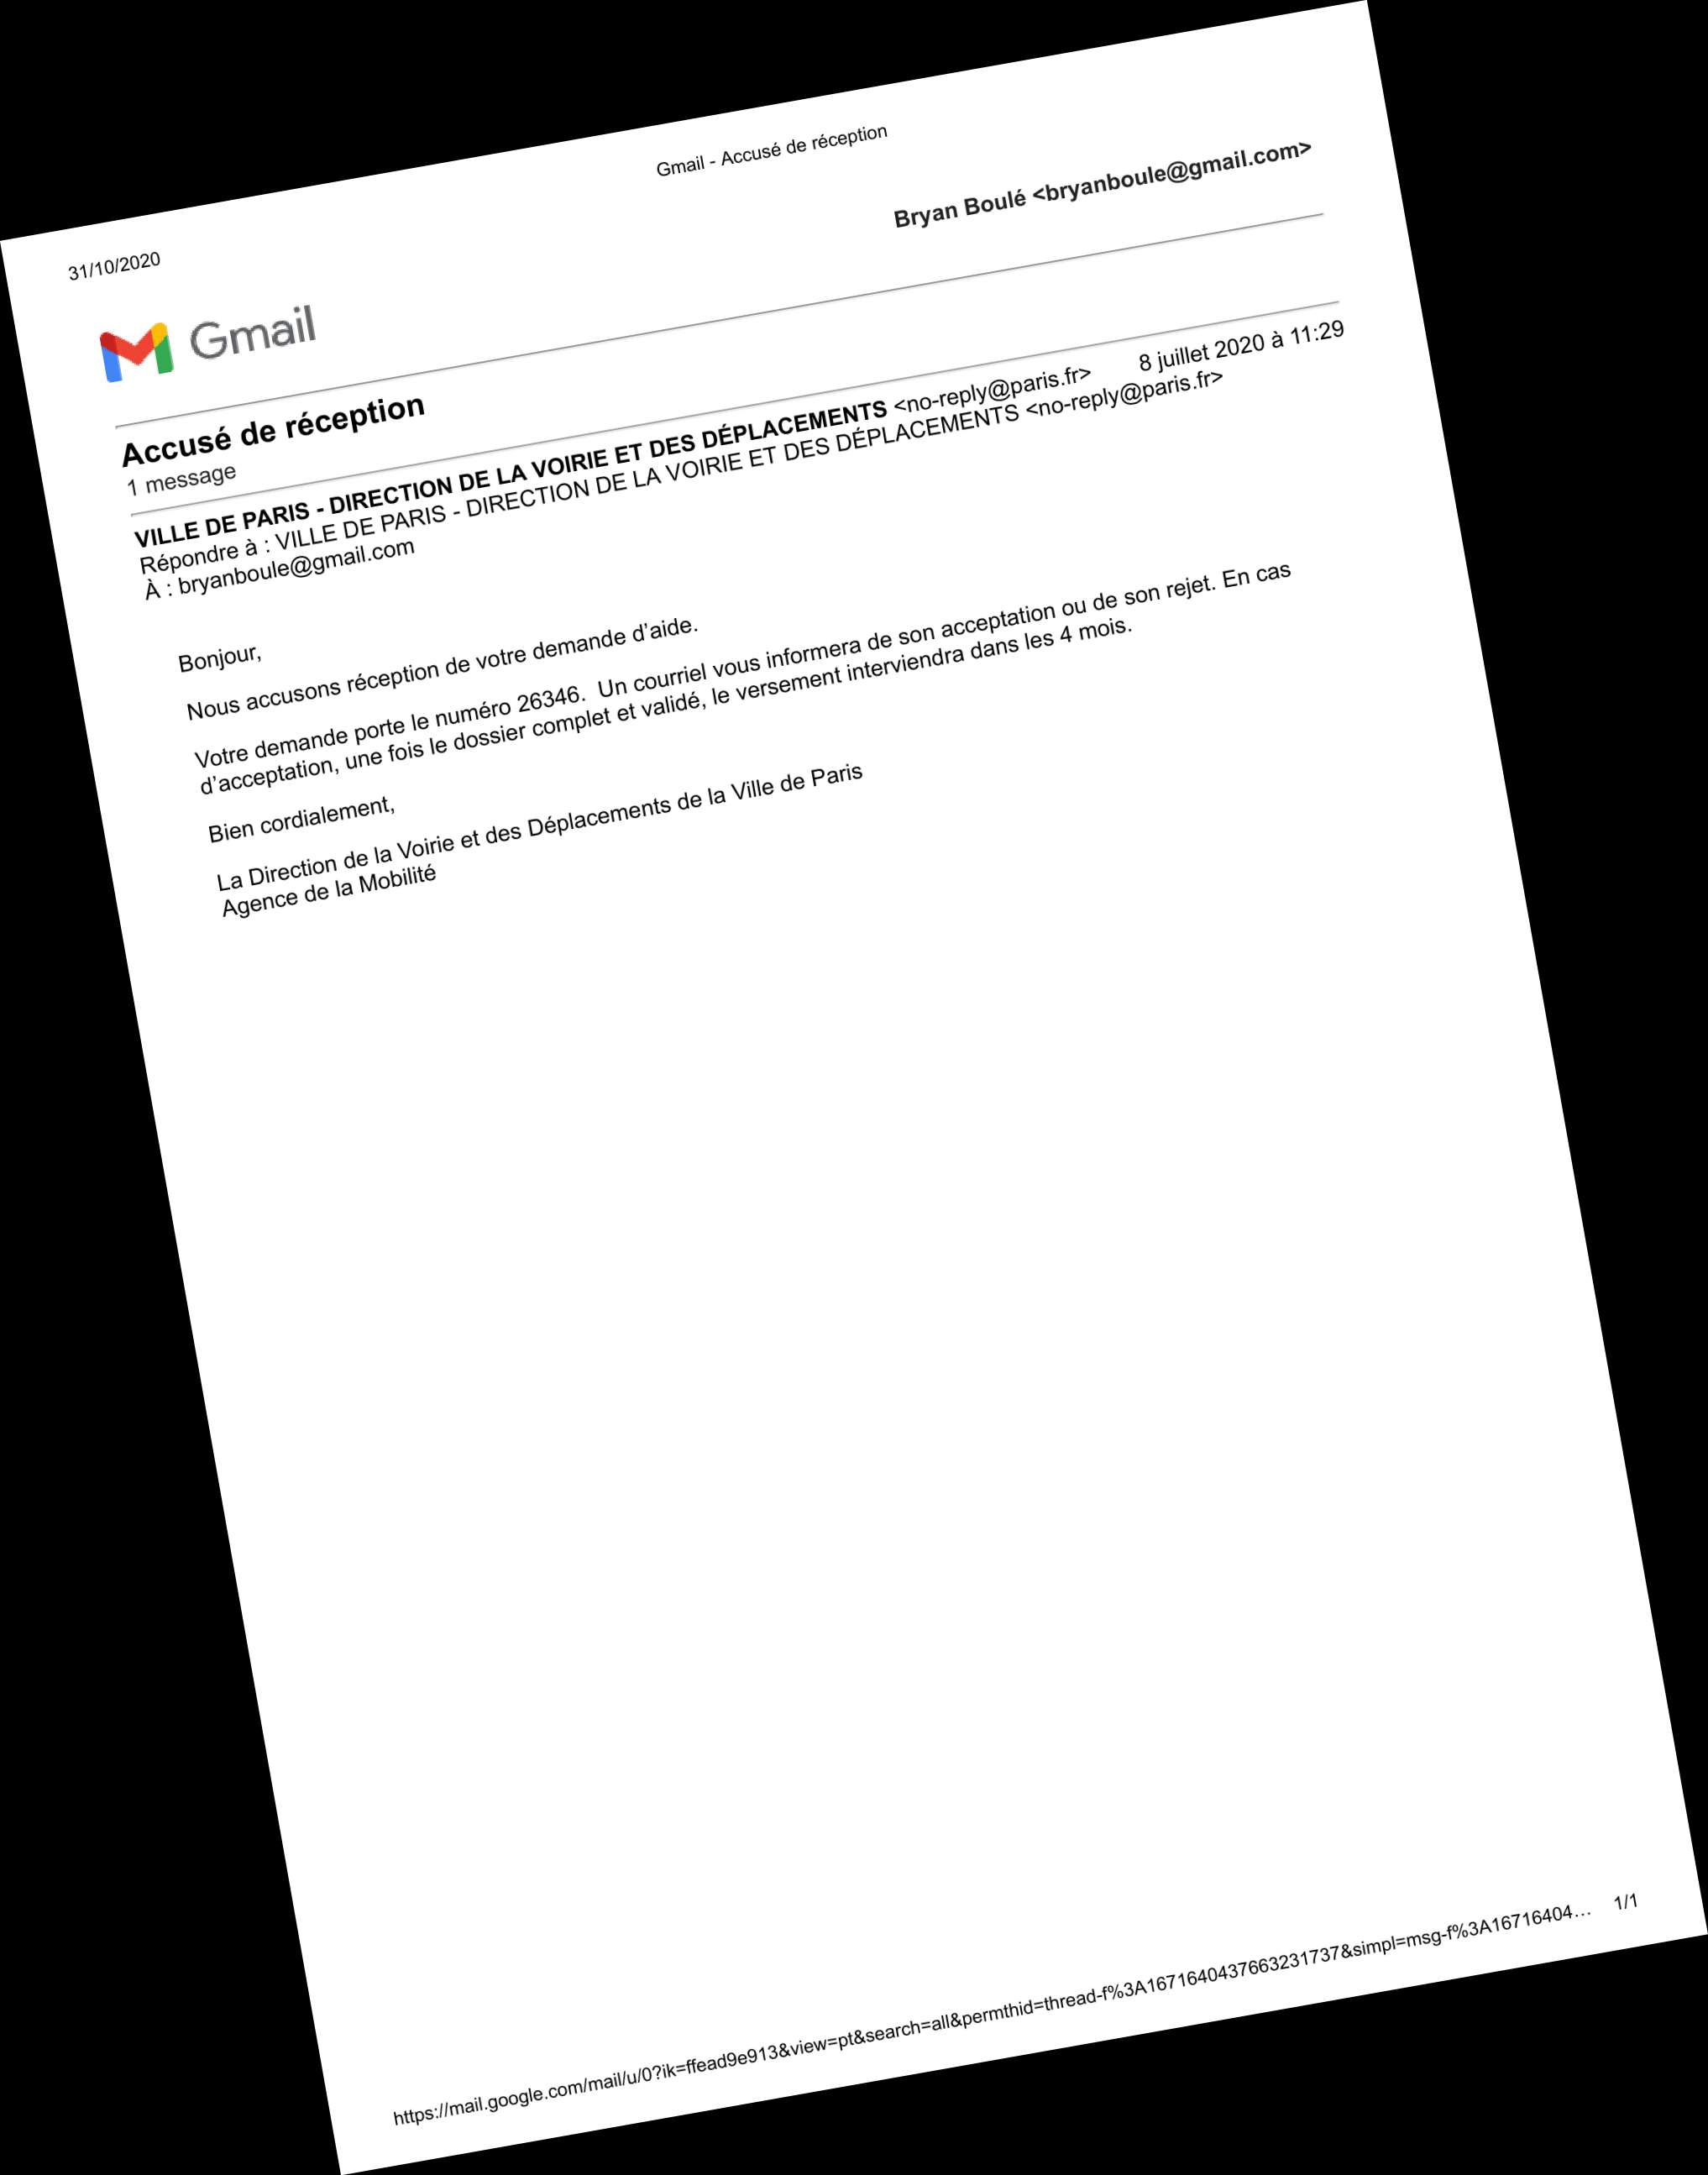 31/10/2020
Gmail - Accusé de réception
Gmail
Bryan Boulé <bryanboule@gmail.com>
Accusé de réception
1 message
VILLE DE PARIS - DIRECTION DE LA VOIRIE ET DES DÉPLACEMENTS <no-reply@paris.fr> 8 juillet 2020 à 11:29
Répondre à : VILLE DE PARIS - DIRECTION DE LA VOIRIE ET DES DÉPLACEMENTS <no-reply@paris.fr>
À : bryanboule@gmail.com
Bonjour,
Nous accusons réception de votre demande d’aide.
Votre demande porte le numéro 26346.  Un courriel vous informera de son acceptation ou de son rejet. En cas
d’acceptation, une fois le dossier complet et validé, le versement interviendra dans les 4 mois.
Bien cordialement,
La Direction de la Voirie et des Déplacements de la Ville de Paris
Agence de la Mobilité
https://mail.google.com/mail/u/0?ik=ffead9e913&view=pt&search=all&permthid=thread-f%3A1671640437663231737&simpl=msg-f%3A16716404… 1/1